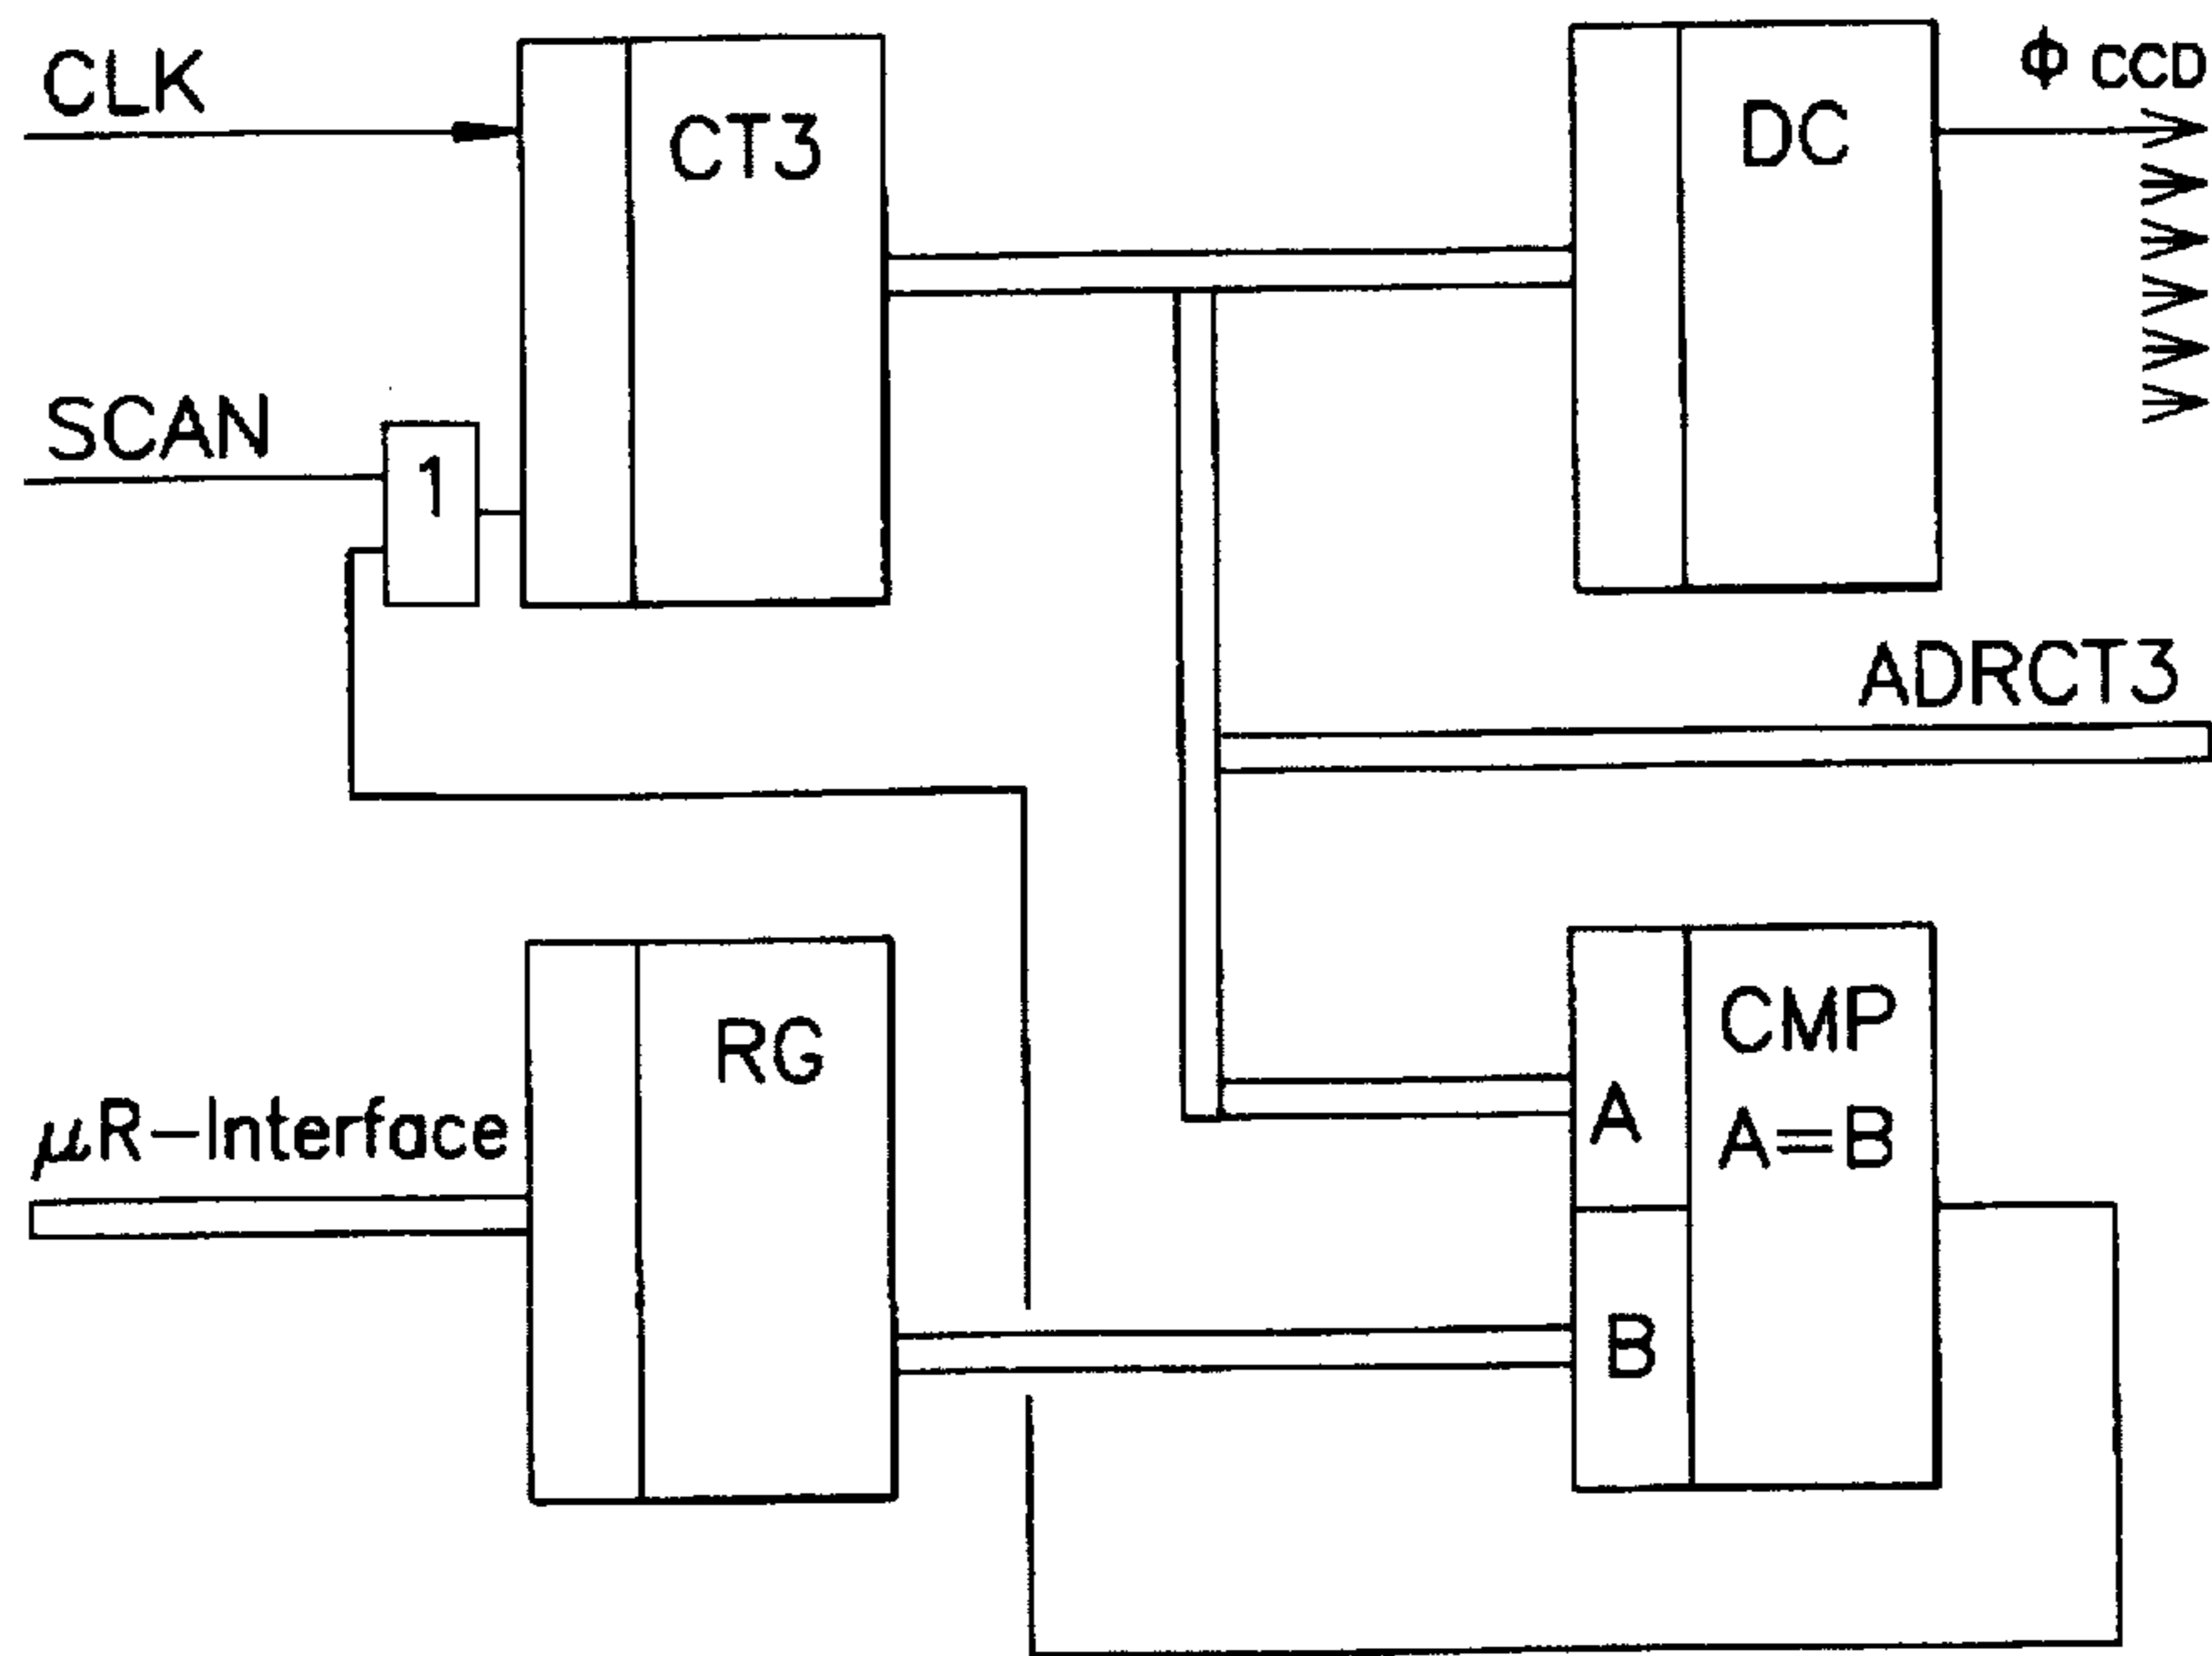 CLK
CT3
DC
ϕ CCD
SCAN
1
ADRCT3
RG
CMP
A=B
A
μR-Interface
B